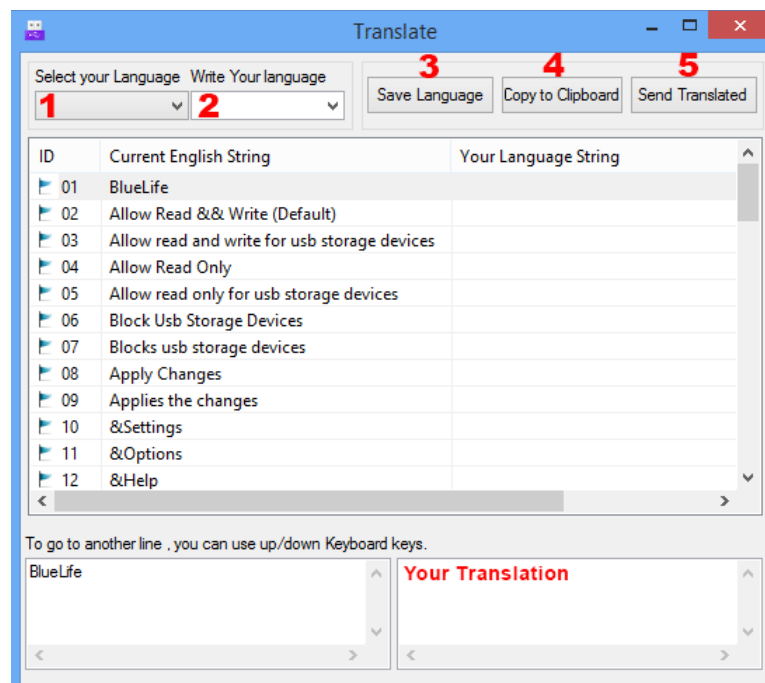 Translate
Select your Language Write Your language
3 4 5
1 2
Save Language Copy to Clipboard Send Translated
ID Current English String Your Language String
01 BlueLife
02 Allow Read && Write (Default)
03 Allow read and write for usb storage devices
04 Allow Read Only
05 Allow read only for usb storage devices
06 Block Usb Storage Devices
07 Blocks usb storage devices
08 Apply Changes
09 Applies the changes
10 &Settings
11 &Options
12 &Help
To go to another line , you can use up/down Keyboard keys.
BlueLife Your Translation